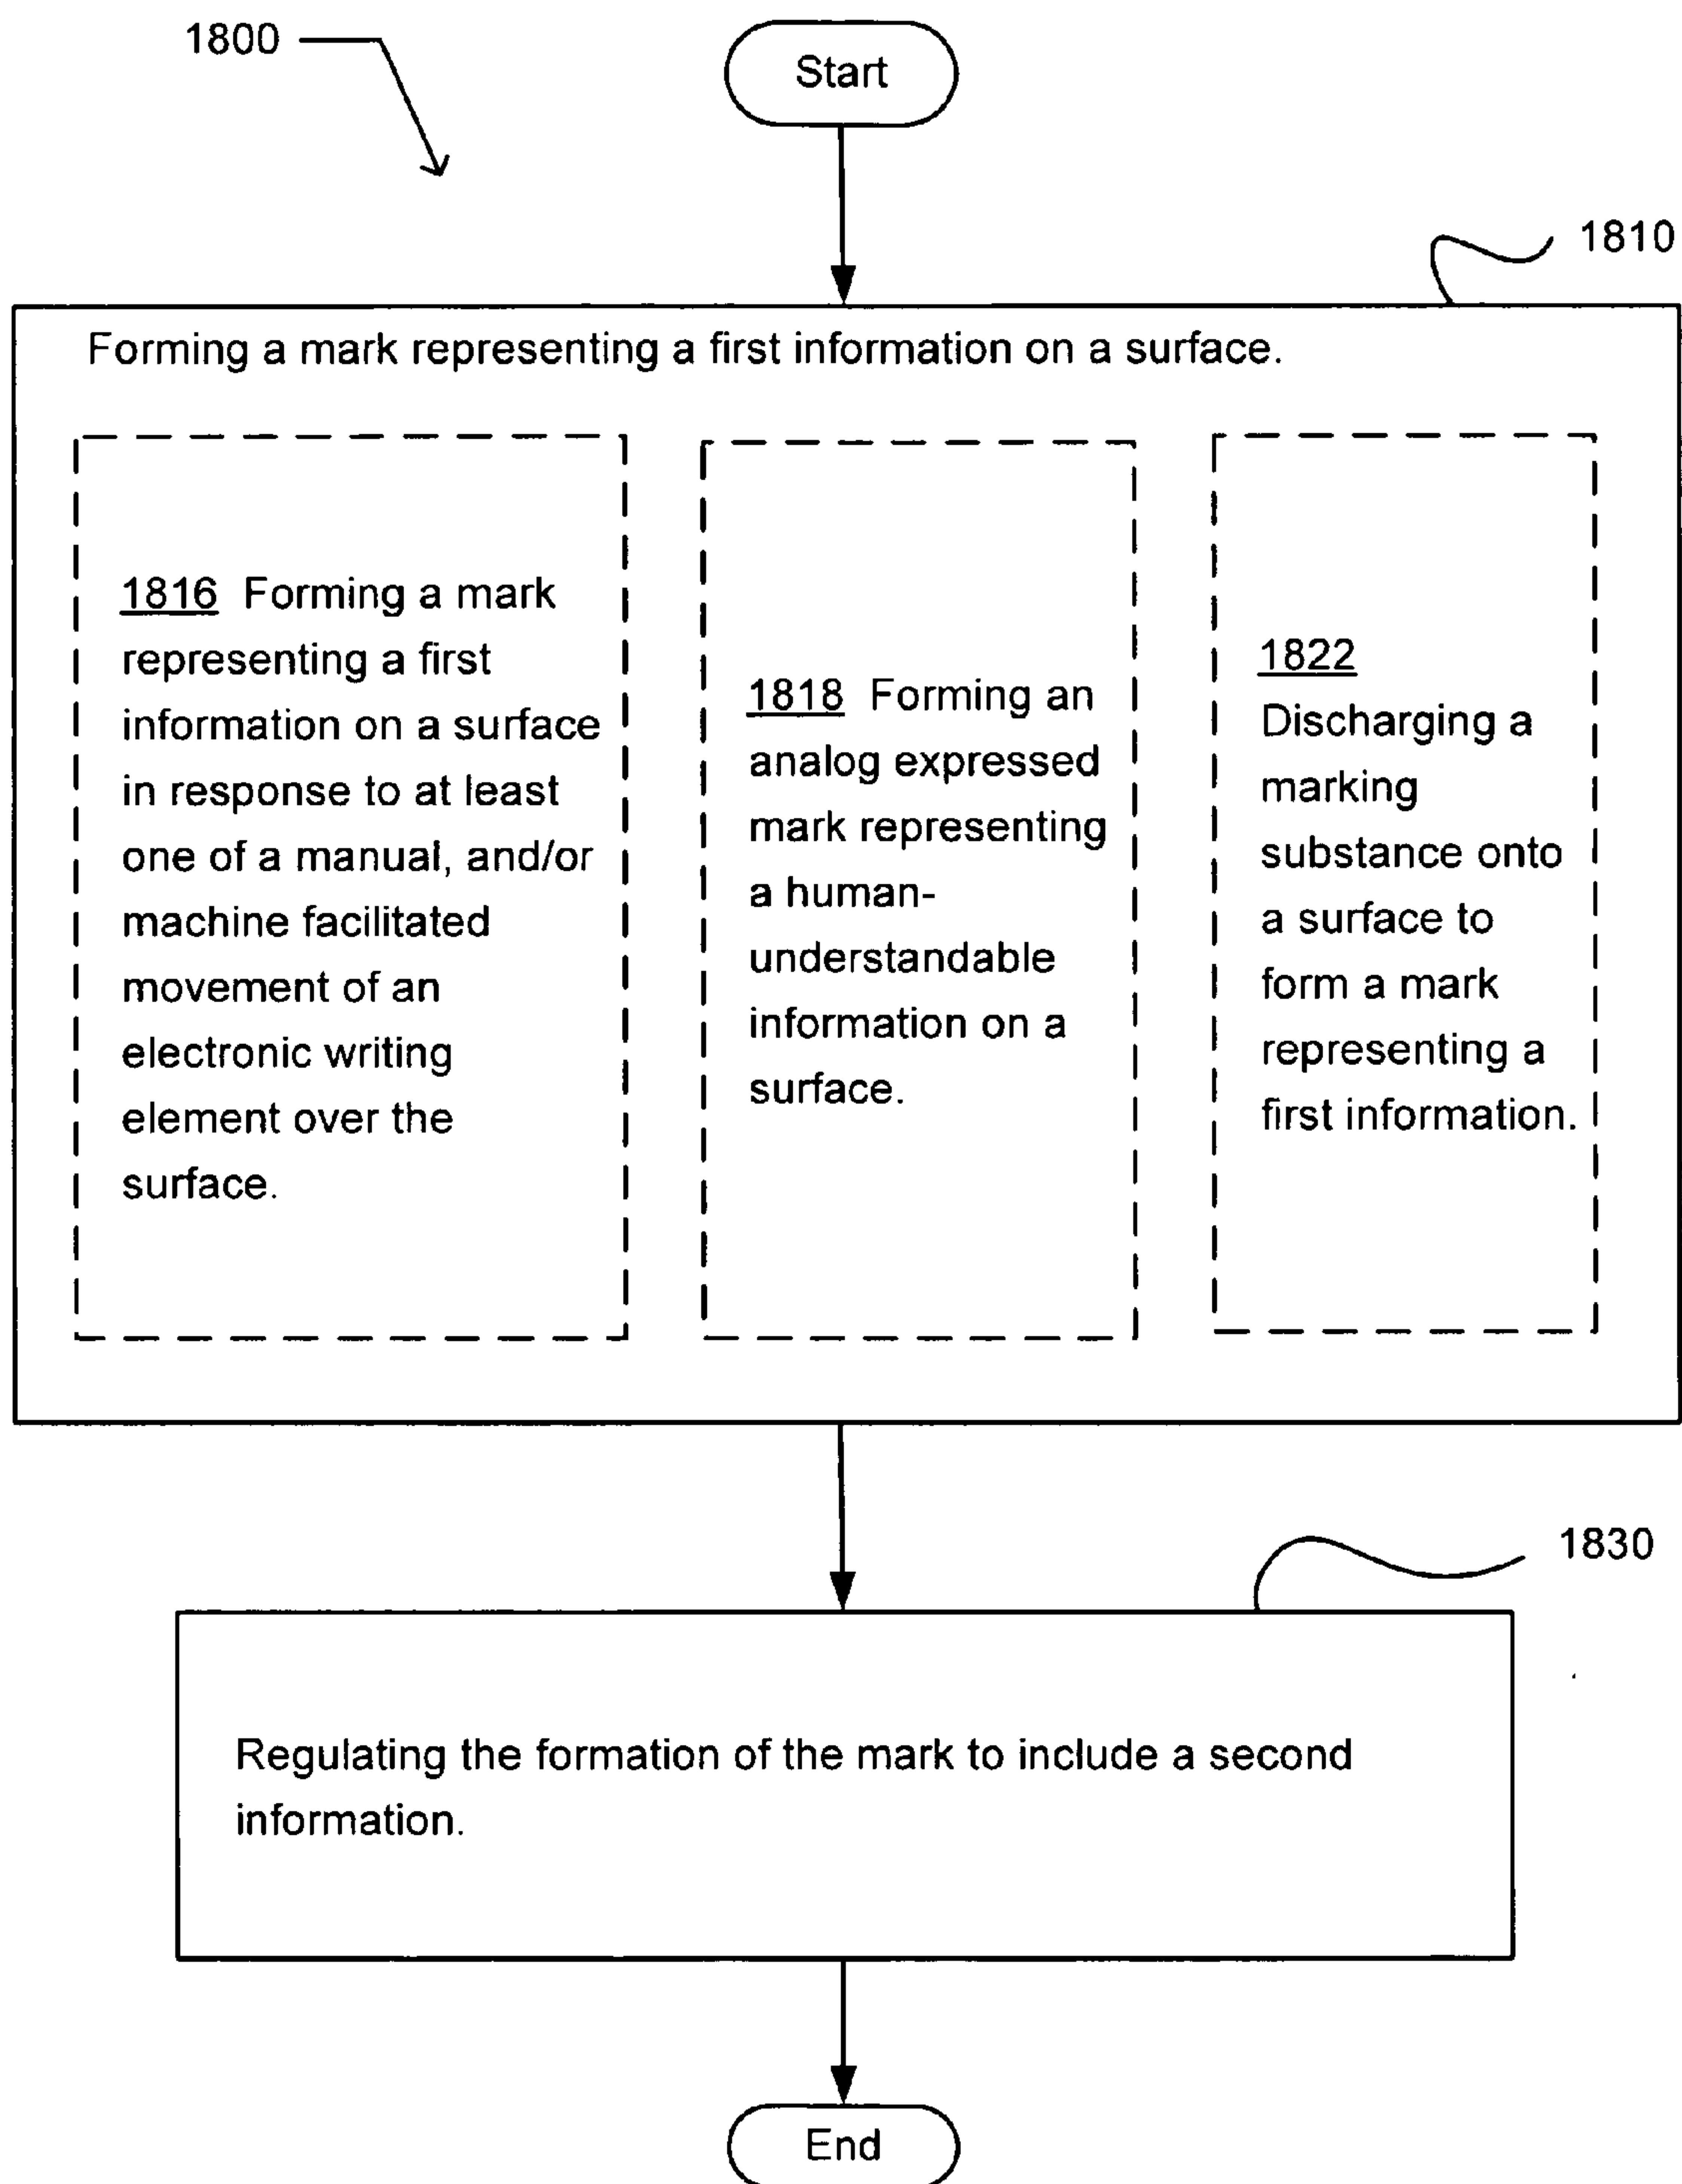 1800
Start
1810
Forming a mark representing a first information on a surface.
1816 Forming a mark
representing a first
information on a surface
in response to at least
one of a manual, and/or
machine facilitated
movement of an
electronic writing
element over the
surface.
1818 Forming an
analog expressed
mark representing
a human-
understandable
information on a
surface.
1822
Discharging a
marking
substance onto
a surface to
form a mark
representing a
first information.
1830
Regulating the formation of the mark to include a second
information.
End